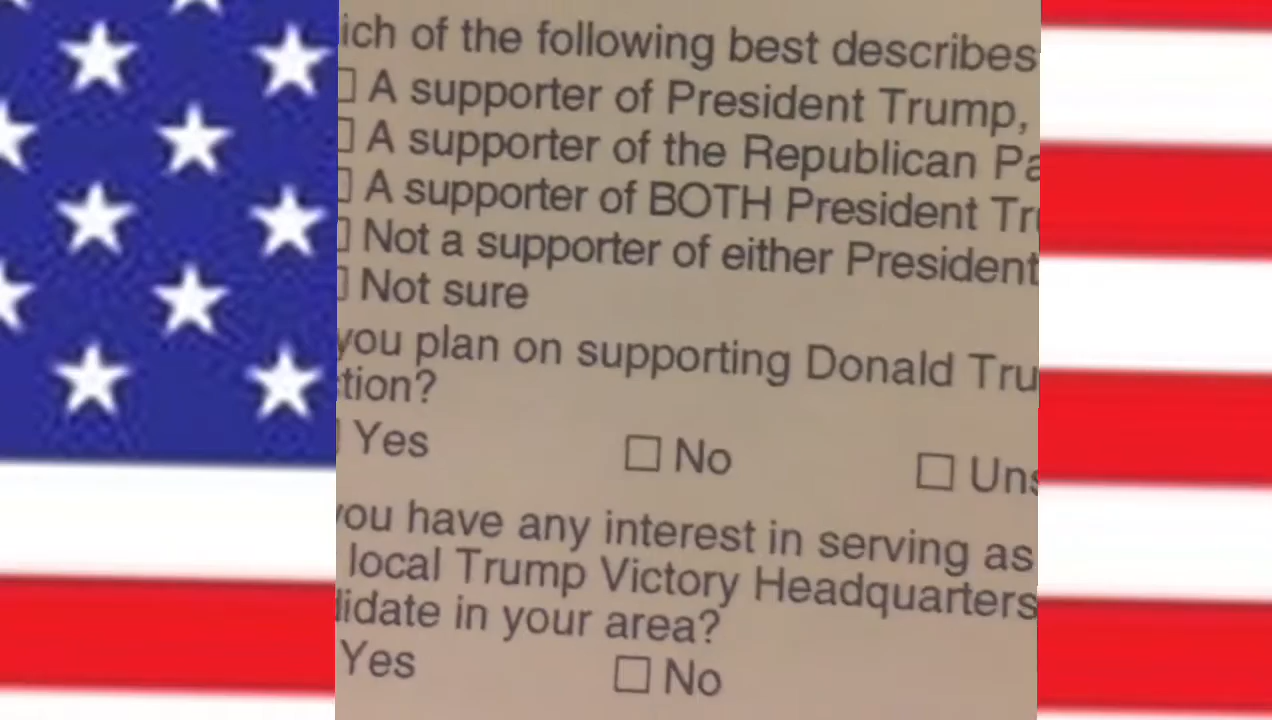 ich of the following best describes
A supporter of President Trump,
A supporter of the Republican Pa
A supporter of BOTH President Tr
Not a supporter of either President
Not sure
you plan on supporting Donald Tru
tion?
Yes No Uns
you have any interest in serving as
local Trump Victory Headquarters
didate in your area?
Yes No